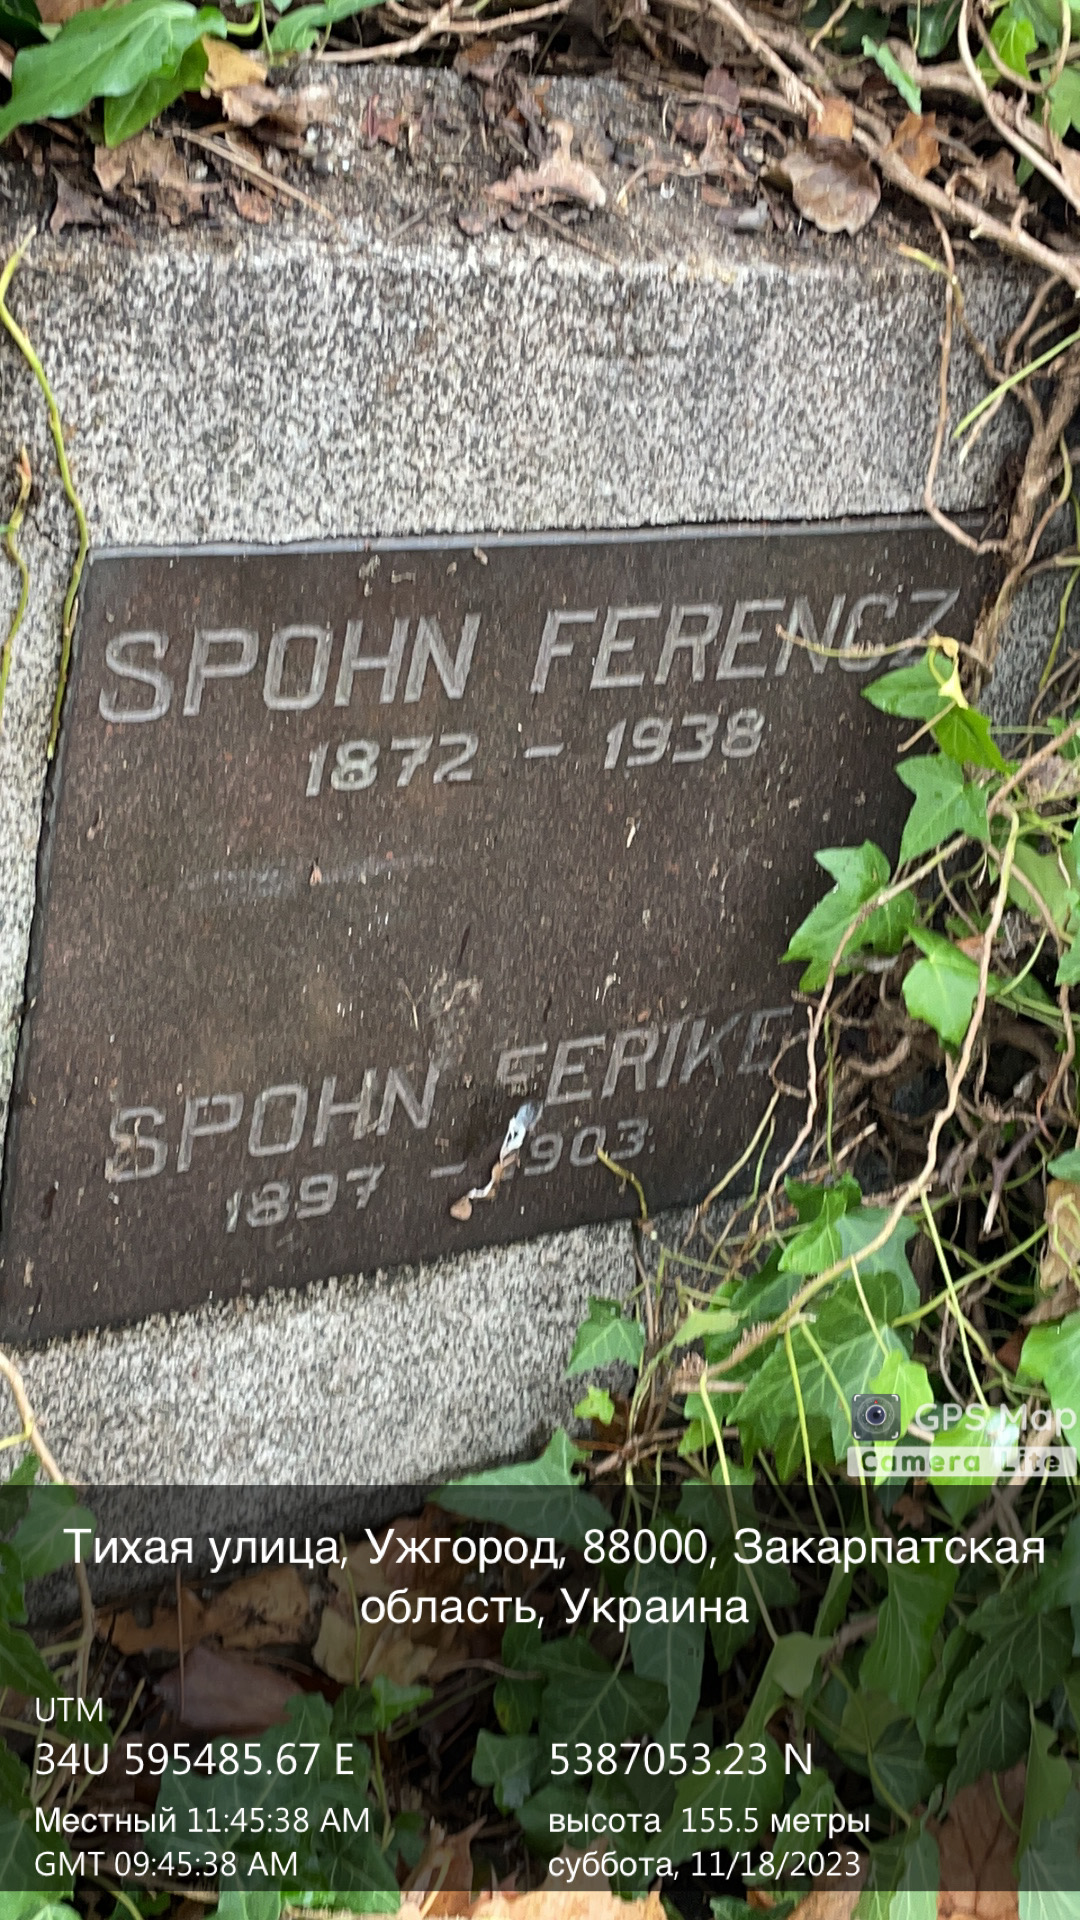 SPOHN FERENCZ
1872 - 1938
SPOHN FERIKE
1897 - 1903
GPS Map
Camera Lite
Тихая улица, Ужгород, 88000, Закарпатская
область, Украина
UTM
34U 595485.67 E
5387053.23 N
Местный 11:45:38 AM
высота 155.5 метры
GMT 09:45:38 AM
суббота, 11/18/2023